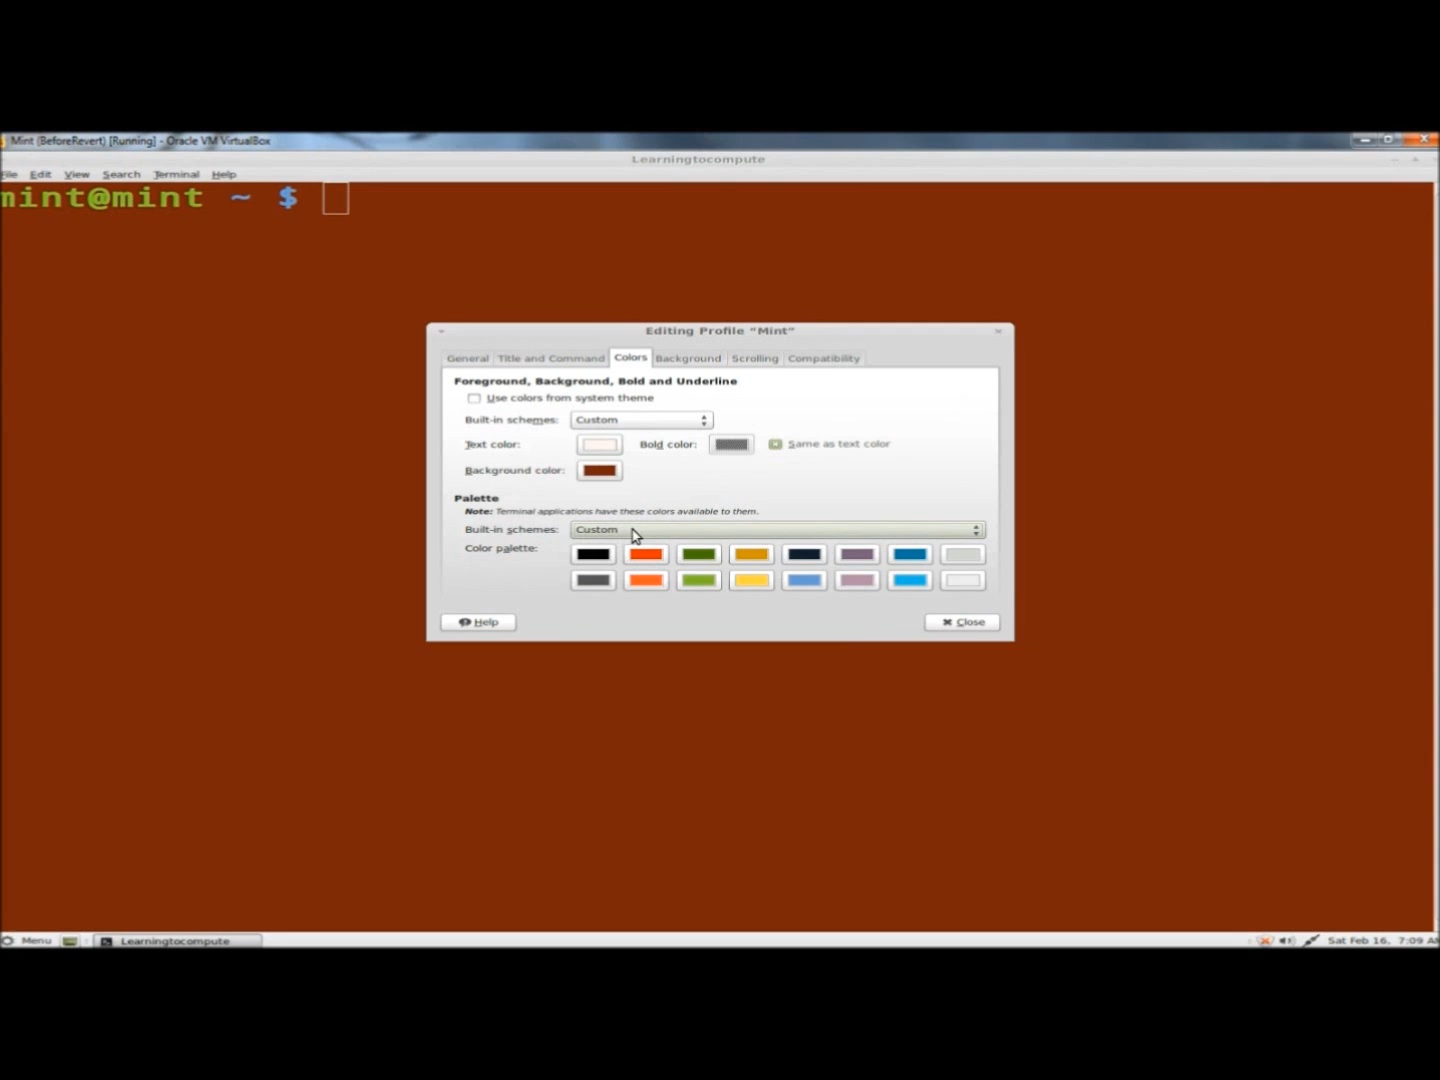 Mint (BeforeRevert) [Running] - Oracle VM VirtualBox
Learningtocompute
File Edit View Search Terminal Help
mint@mint ~ $
Editing Profile "Mint"
General Title and Command Colors Background Scrolling Compatibility
Foreground, Background, Bold and Underline
Use colors from system theme
Built-in schemes: Custom
Text color: Bold color: Same as text color
Background color:
Palette
Note: Terminal applications have these colors available to them.
Built-in schemes: Custom
Color palette:
Help Close
Menu Learningtocompute Sat Feb 16, 7:09 AM